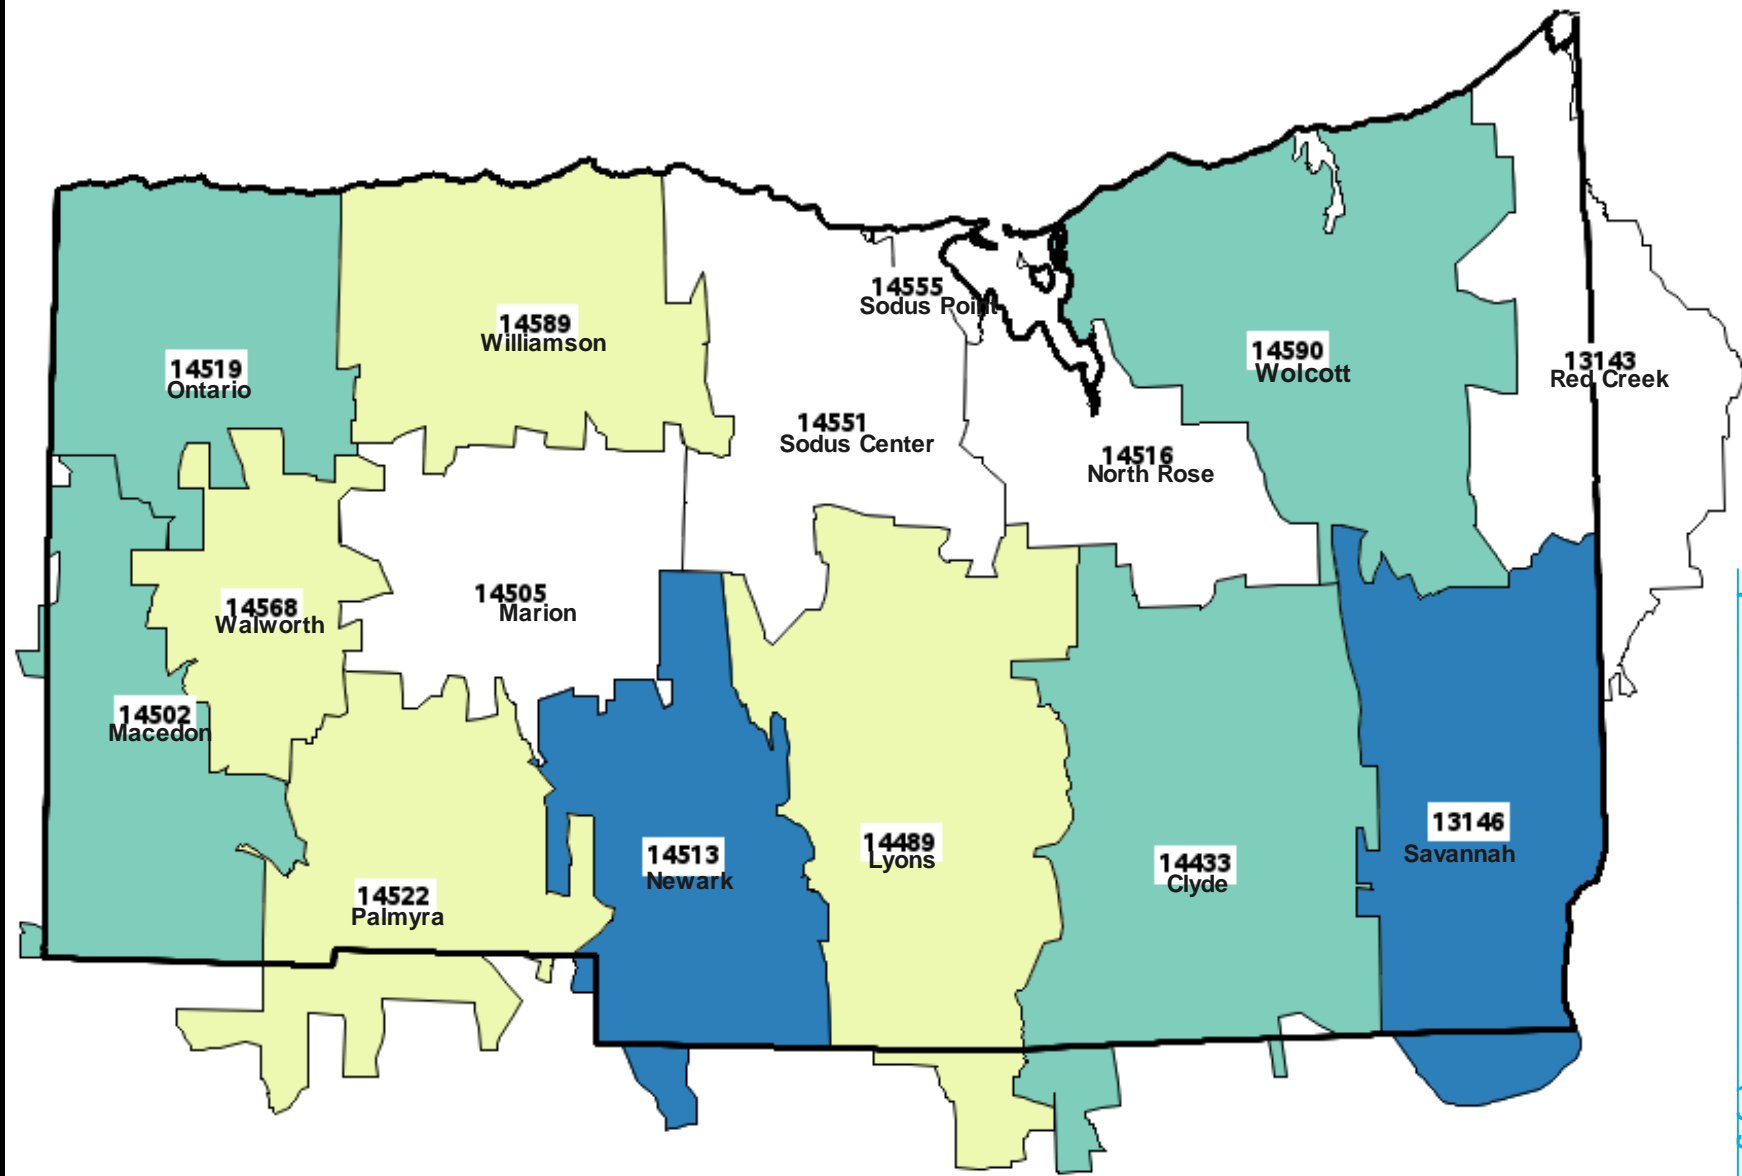 14555
Sodus Point
14589
Williamson
14590
Wolcott
14519
Ontario
13143
Red Creek
14551
Sodus Center
14516
North Rose
14505
Marion
14568
Walworth
14502
Macedon
13146
Savannah
14489
Lyons
14513
Newark
14433
Clyde
14522
Palmyra